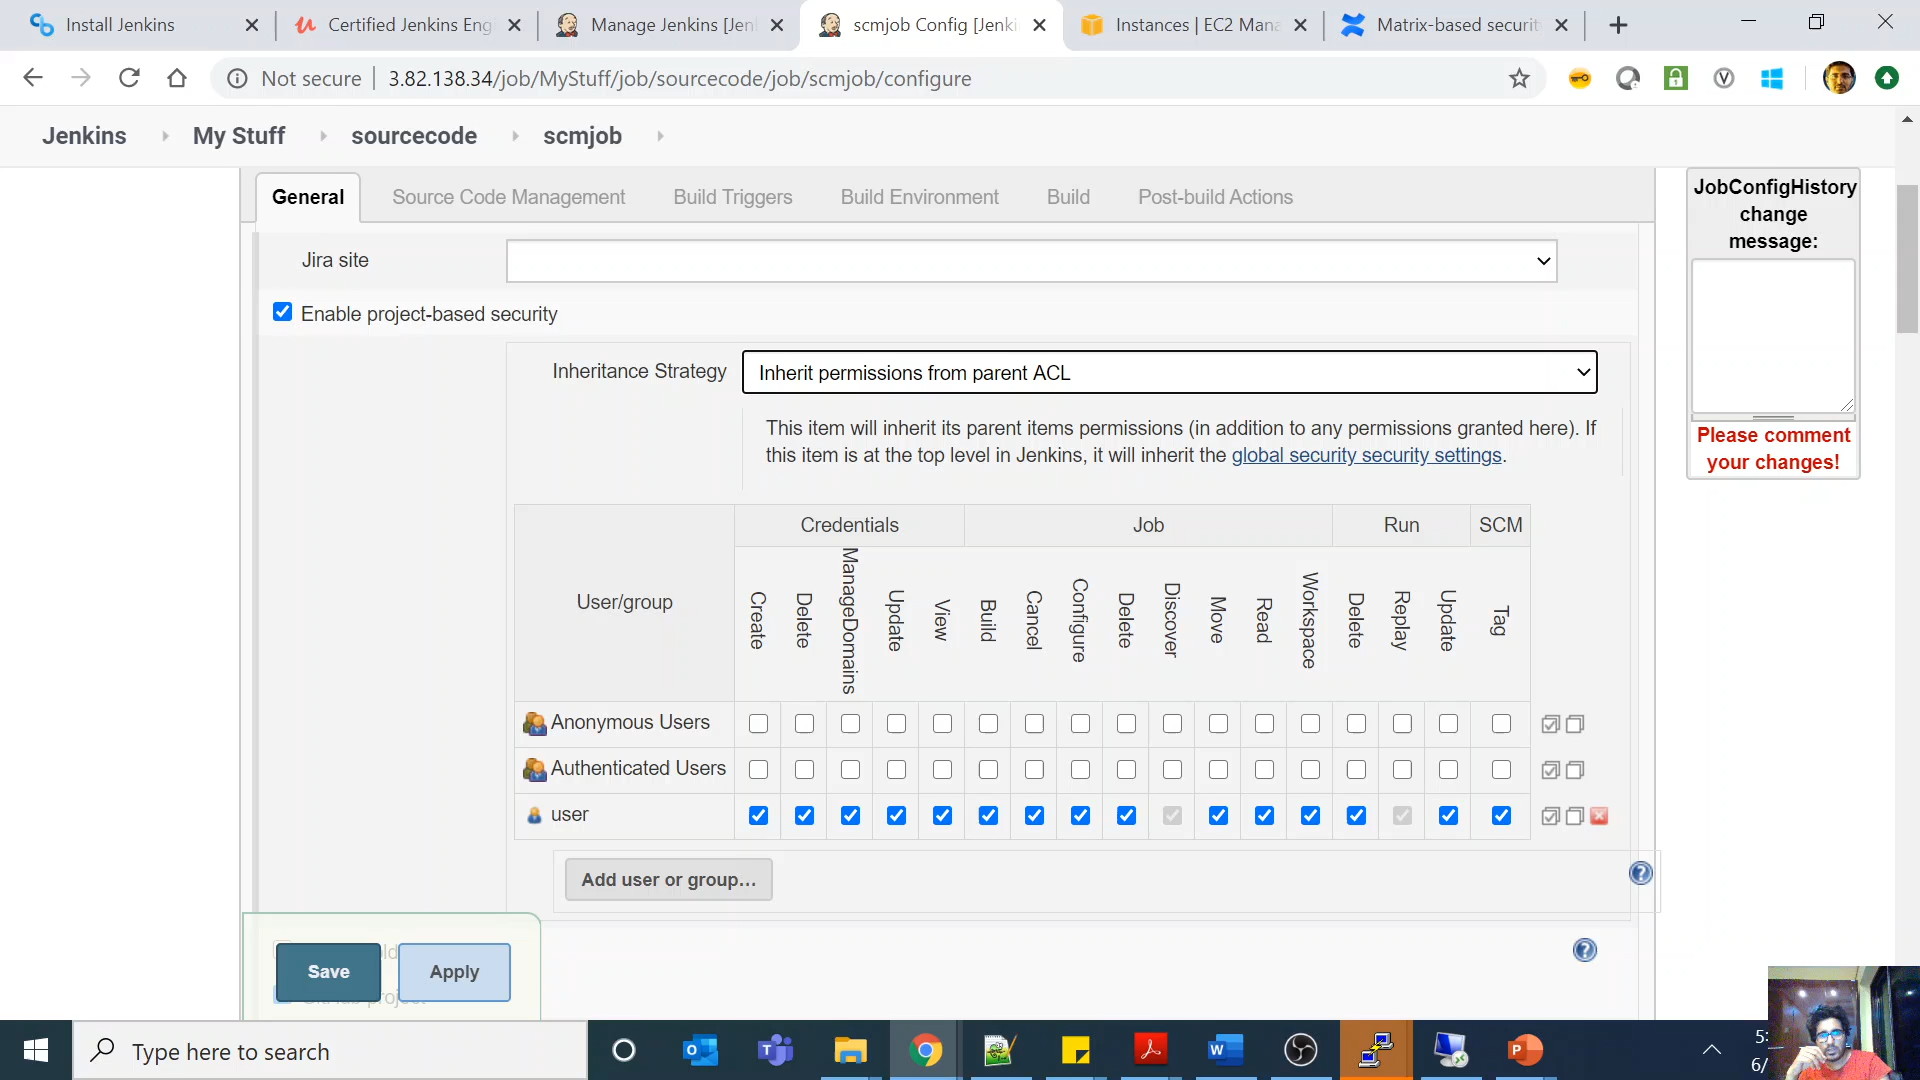 Install Jenkins
Certified Jenkins Eng
Manage Jenkins [Jen
scmjob Config [Jenki
Instances | EC2 Mana
Matrix-based securit
Not secure
3.82.138.34/job/MyStuff/job/sourcecode/job/scmjob/configure
Jenkins
My Stuff
sourcecode
scmjob
General
Source Code Management
Build Triggers
Build Environment
Build
Post-build Actions
JobConfigHistory
change
message:
Please comment
your changes!
Jira site
Enable project-based security
Inheritance Strategy
Inherit permissions from parent ACL
This item will inherit its parent items permissions (in addition to any permissions granted here). If
this item is at the top level in Jenkins, it will inherit the global security security settings.
User/group
Credentials
Job
Run
SCM
Create
Delete
ManageDomains
Update
View
Build
Cancel
Configure
Delete
Discover
Move
Read
Workspace
Delete
Replay
Update
Tag
Anonymous Users
Authenticated Users
user
Add user or group...
Save
Apply
Type here to search
5:
6/